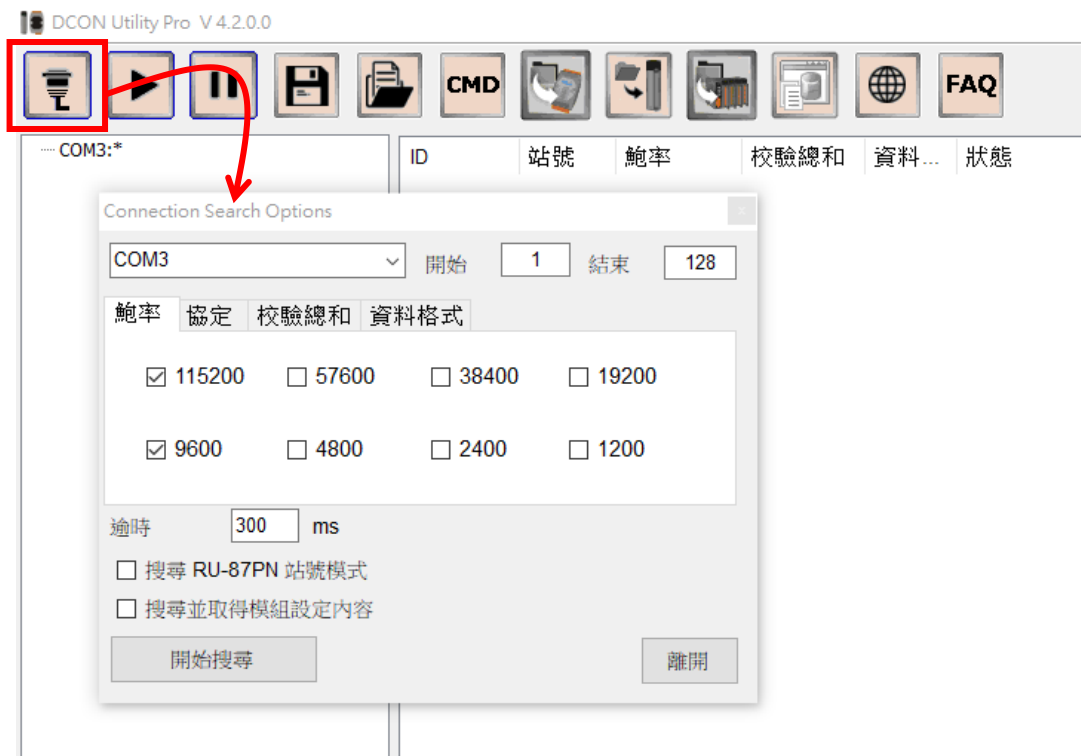 DCON Utility Pro V 4.2.0.0
CMD FAQ
COM3:*
ID 站號 鮑率 校驗總和 資料... 狀態
Connection Search Options x
COM3 開始 1 結束 128
鮑率 協定 校驗總和 資料格式
115200 57600 38400 19200
9600 4800 2400 1200
逾時 300 ms
搜尋 RU-87PN 站號模式
搜尋並取得模組設定內容
開始搜尋 離開